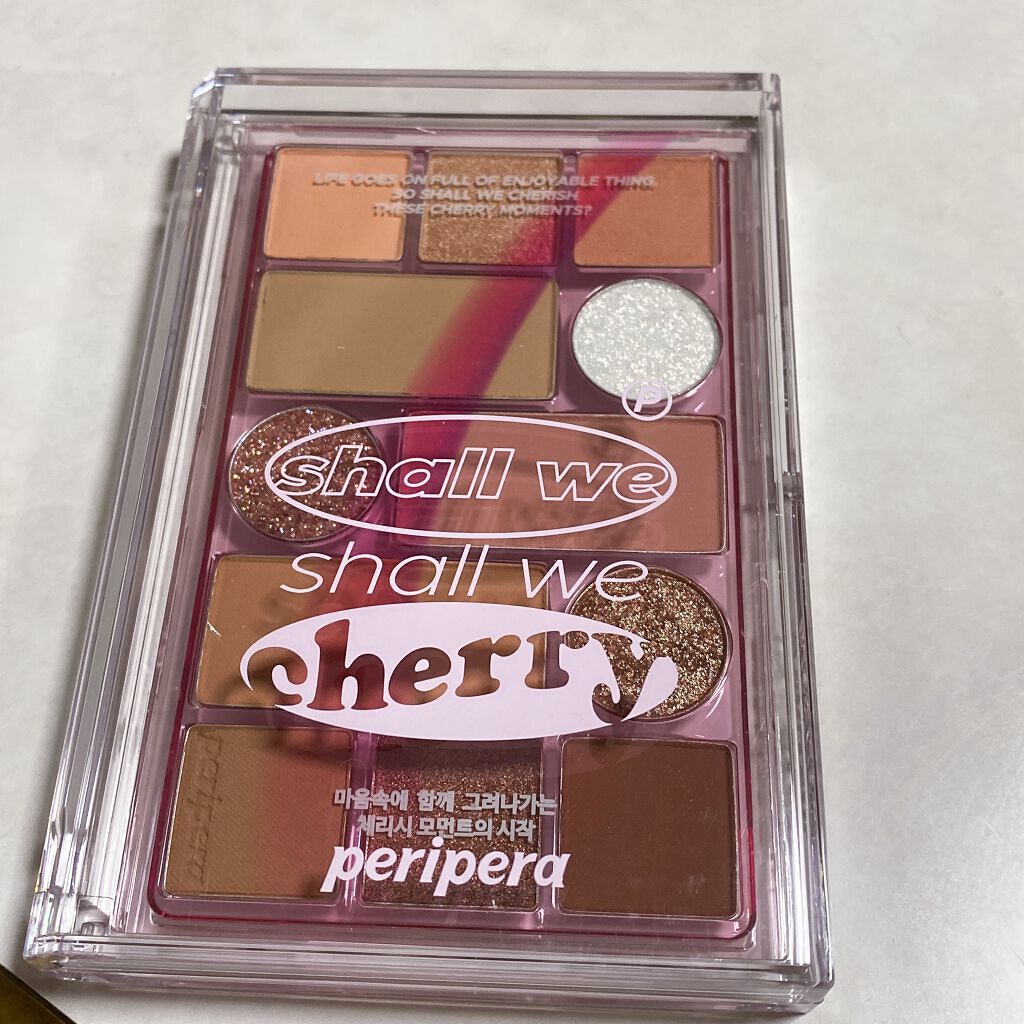 LIFE GOES ON FULL OF ENJOYABLE THING,
SO SHALL WE CHERISH
THESE CHERRY MOMENTS?
P
shall we
shall we
cherry
peripera
마음속에 함께 그려나가는
체리시 모먼트의 시작
peripera